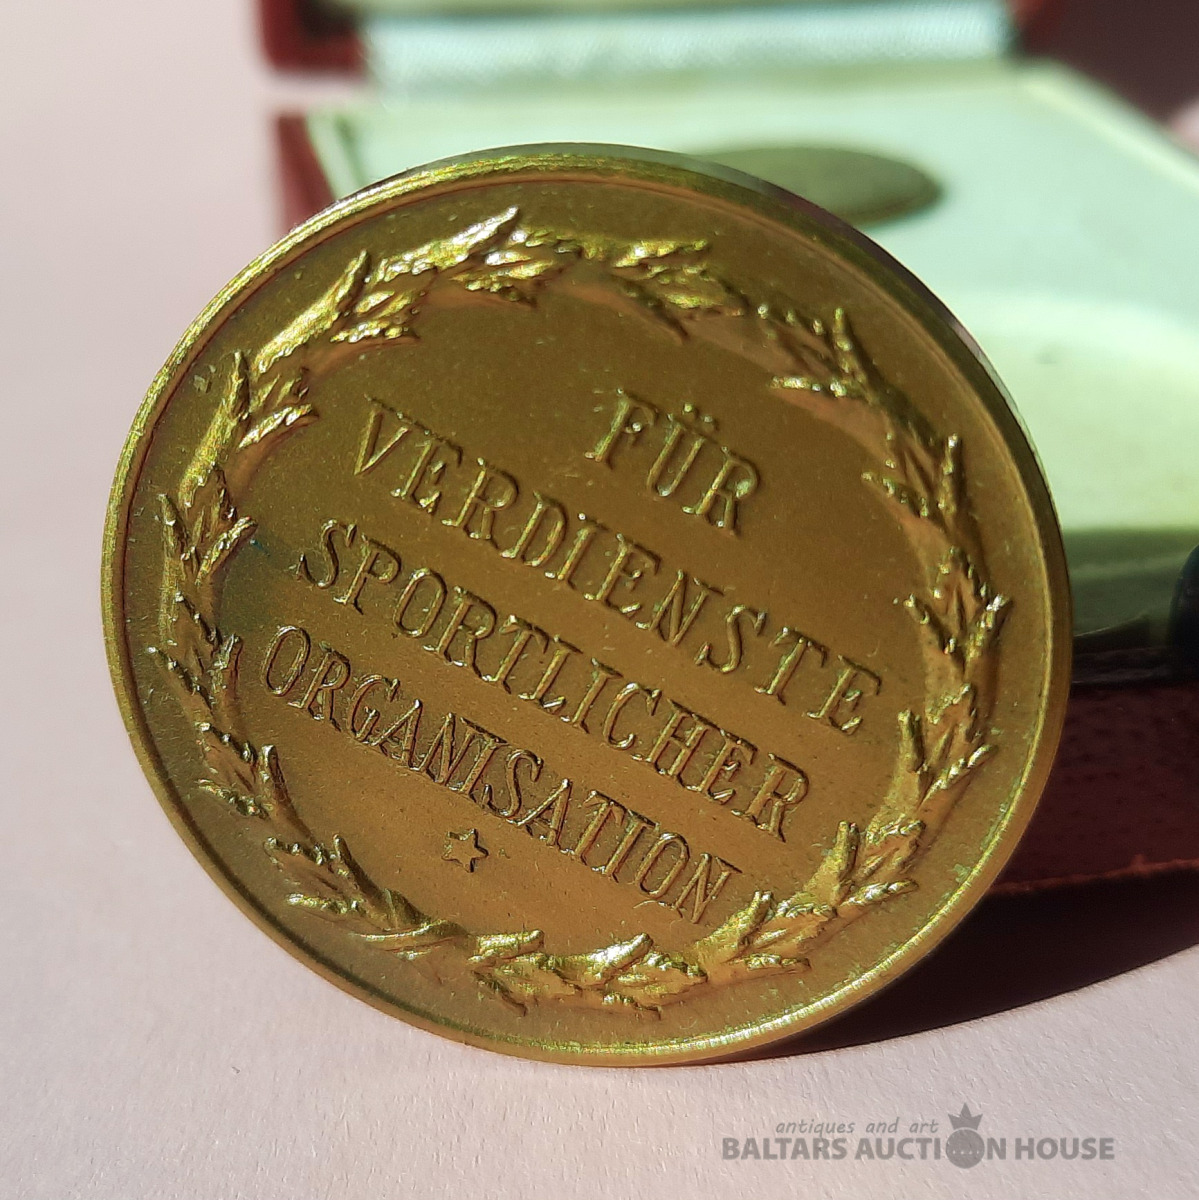 FÜR
VERDIENSTE
SPORTLICHER
ORGANISATION
antiques and art
BALTARS AUCTION HOUSE